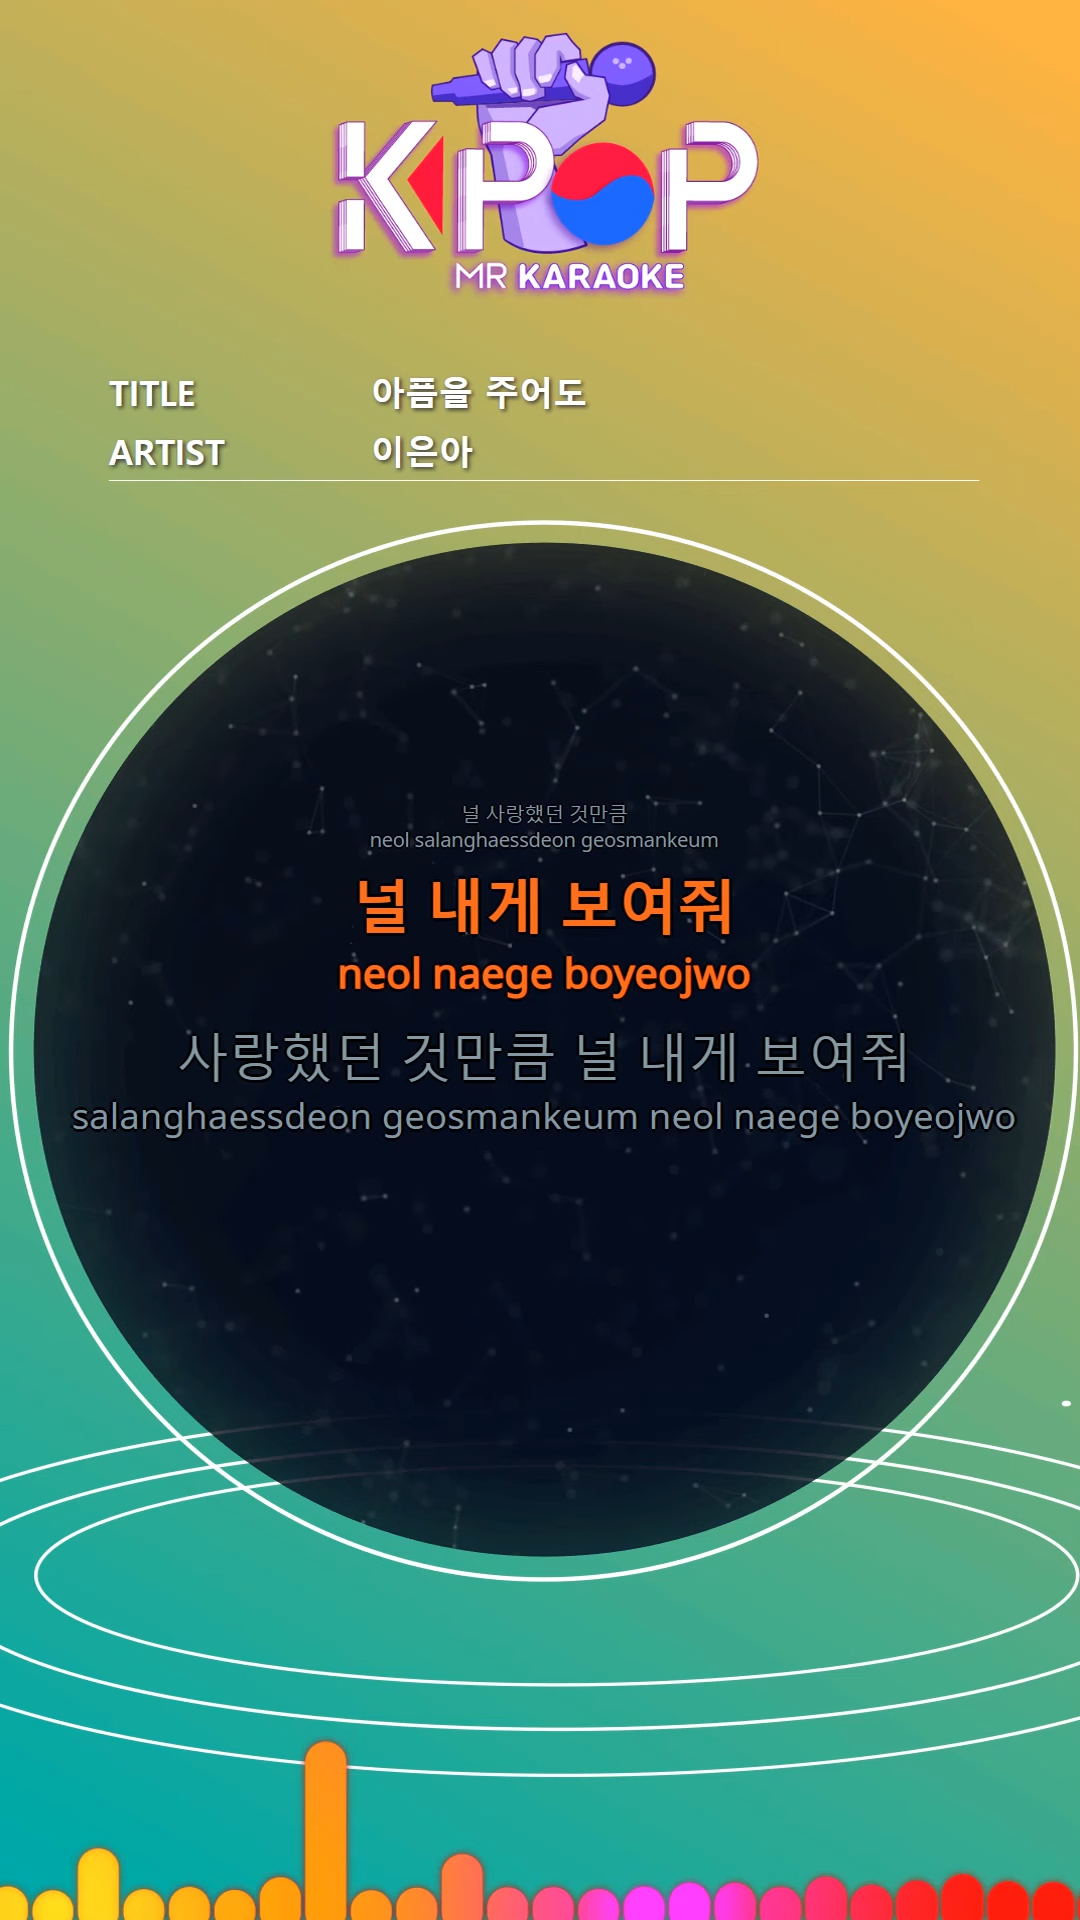 KPOP
MR KARAOKE
TITLE 아픔을 주어도
ARTIST 이은아
널 사랑했던 것만큼
neol salanghaessdeon geosmankeum
널 내게 보여줘
neol naege boyeojwo
사랑했던 것만큼 널 내게 보여줘
salanghaessdeon geosmankeum neol naege boyeojwo